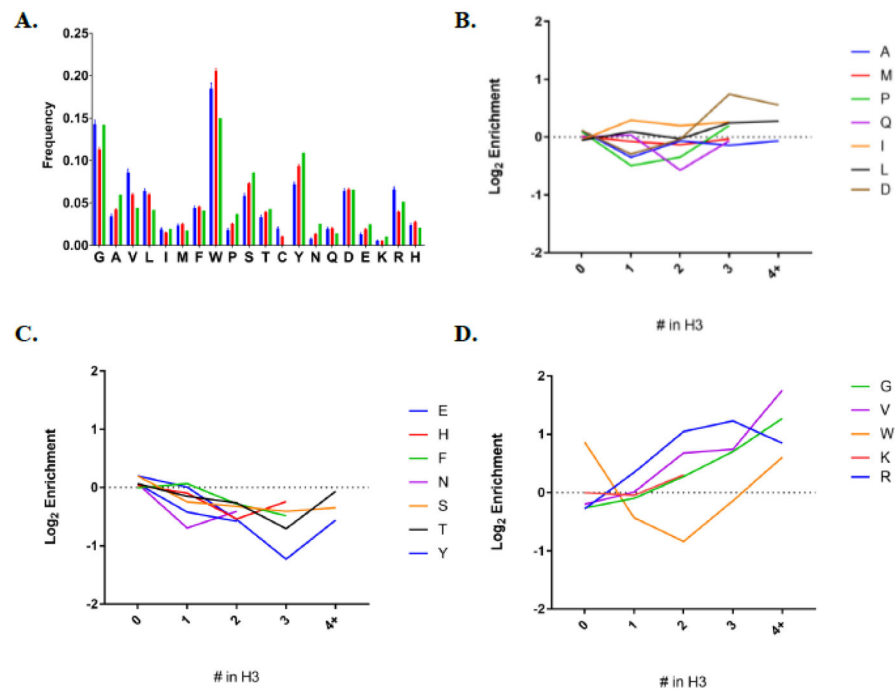 A.
Frequency
0.25
0.20
0.15
0.10
0.05
0.00
G A V L I M F W P S T C Y N Q D E K R H
B.
Log2 Enrichment
2
1
0
-1
-2
0 1 2 3 4+
# in H3
A
M
P
Q
I
L
D
C.
Log2 Enrichment
2
1
0
-1
-2
0 1 2 3 4+
# in H3
E
H
F
N
S
T
Y
D.
Log2 Enrichment
2
1
0
-1
-2
0 1 2 3 4+
# in H3
G
V
W
K
R